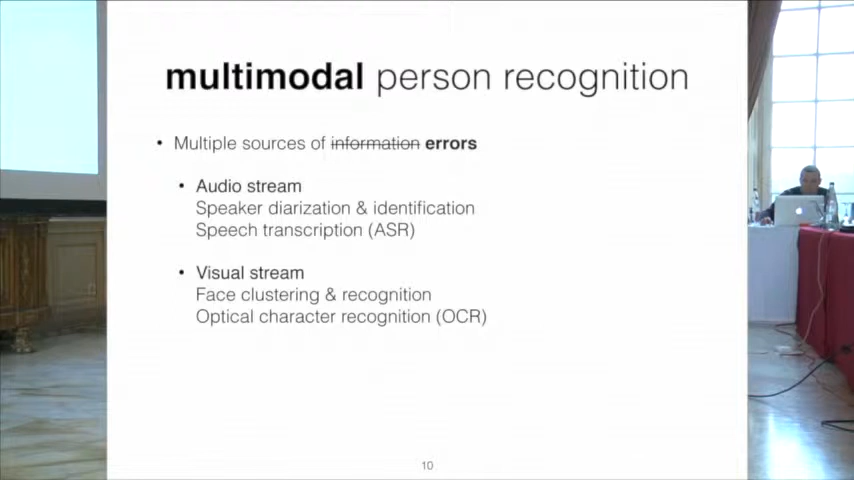 multimodal person recognition
• Multiple sources of information errors
• Audio stream
Speaker diarization & identification
Speech transcription (ASR)
• Visual stream
Face clustering & recognition
Optical character recognition (OCR)
10